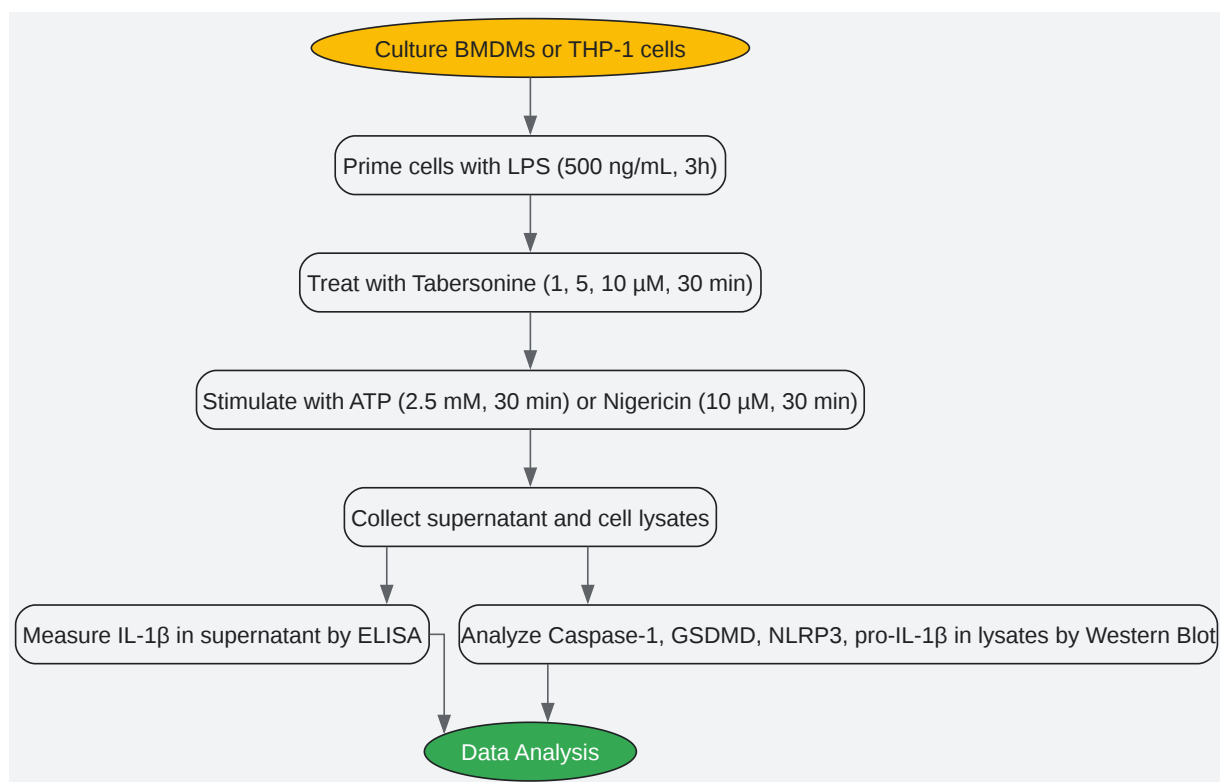 Culture BMDMs or THP-1 cells
Prime cells with LPS (500 ng/mL, 3h)
Treat with Tabersonine (1, 5, 10 µM, 30 min)
Stimulate with ATP (2.5 mM, 30 min) or Nigericin (10 µM, 30 min)
Collect supernatant and cell lysates
Measure IL-1β in supernatant by ELISA
Analyze Caspase-1, GSDMD, NLRP3, pro-IL-1β in lysates by Western Blot
Data Analysis